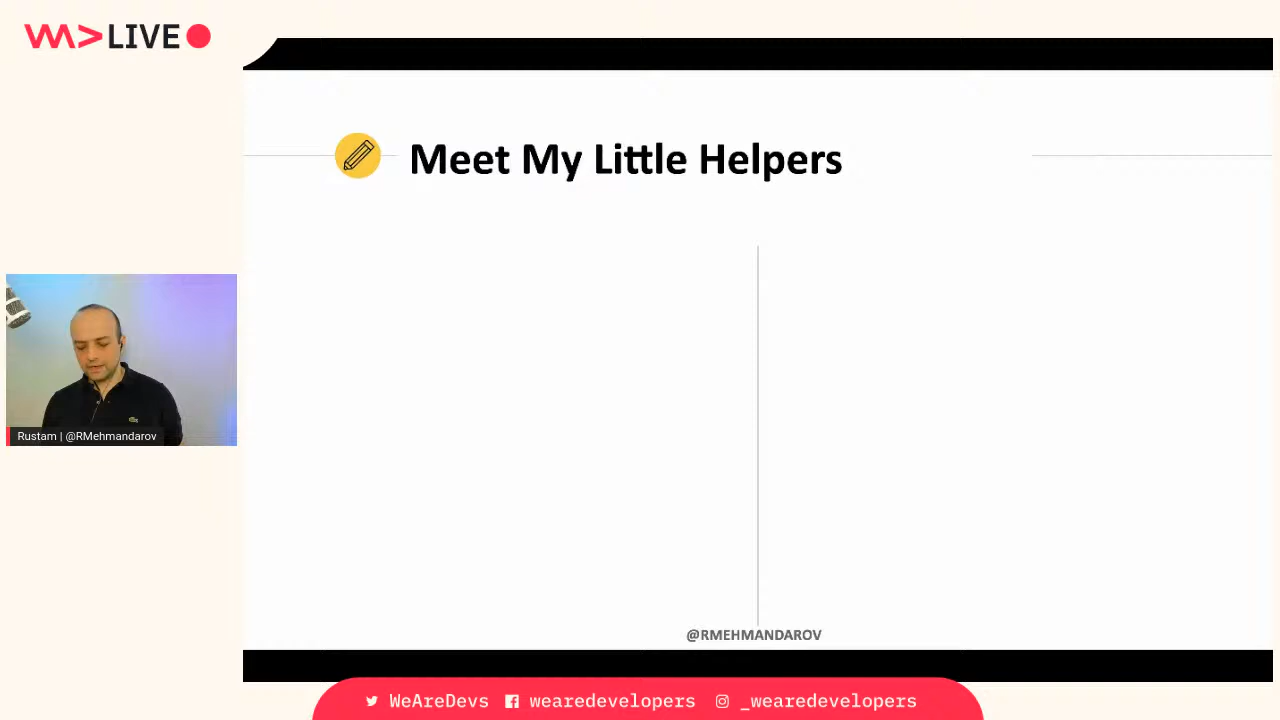 LIVE
Meet My Little Helpers
Rustam | @RMehmandarov
@RMEHMANDAROV
WeAreDevs wearedevelopers _wearedevelopers